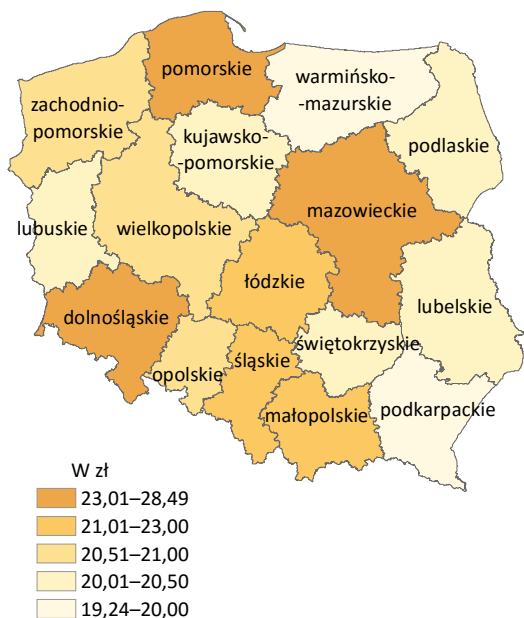 pomorskie
warmińsko-
mazurskie
zachodnio-
pomorskie
kujawsko-
-pomorskie
podlaskie
lubuskie
wielkopolskie
mazowieckie
łódzkie
dolnośląskie
lubelskie
opolskie
śląskie
świętokrzyskie
małopolskie
podkarpackie
W zł
23,01–28,49
21,01–23,00
20,51–21,00
20,01–20,50
19,24–20,00